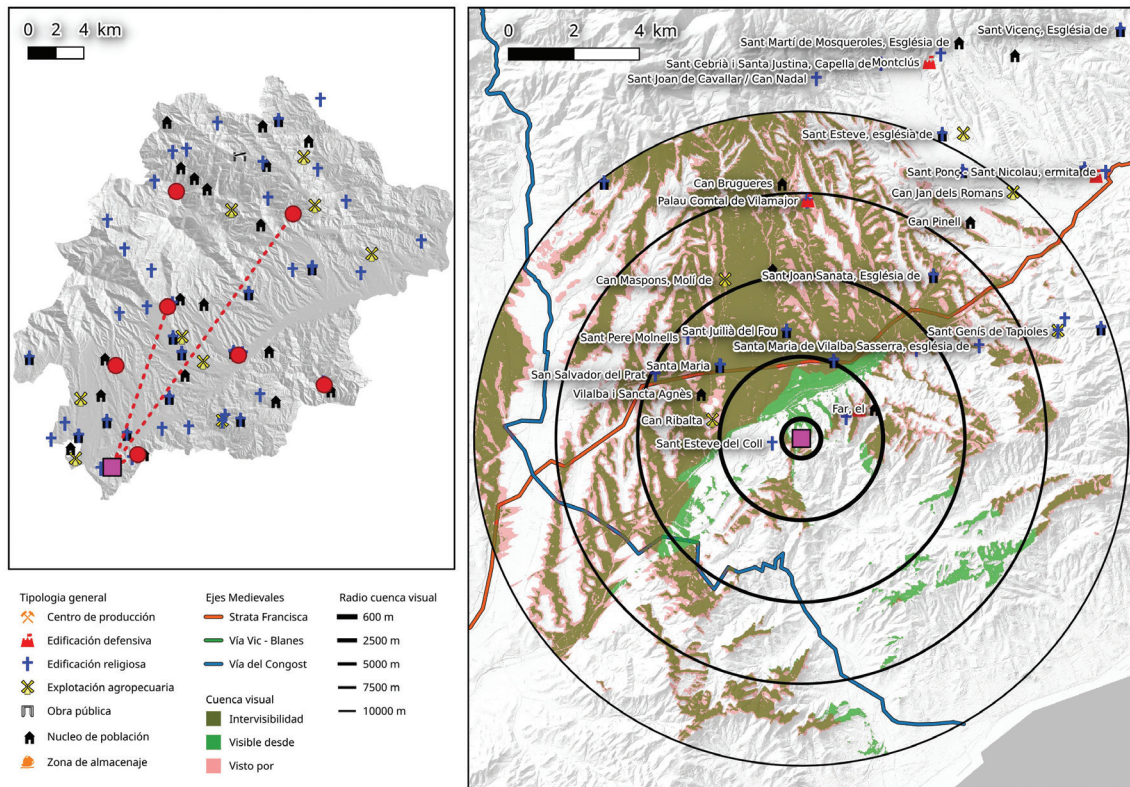 0 2 4 km
0 2 4 km
Sant Vicenç, Església de
Sant Martí de Mosqueroles, Església de
Sant Cebrià i Santa Justina, Capella de
Montclús
Sant Joan de Cavallar / Can Nadal
Sant Esteve, església de
Sant Ponç
Sant Nicolau, ermita de
Can Brugueres
Can Jan dels Romans
Palau Comtal de Vilamajor
Can Pinell
Can Maspons, Molí de
Sant Joan Sanata, Església de
Sant Pere Molnells
Sant Juilià del Fou
Sant Genís de Tapioles
Santa Maria de Vilalba Sasserra, església de
Santa Maria
San Salvador del Prat
Vilalba i Sancta Agnès
Far, el
Can Ribalta
Sant Esteve del Coll
Tipologia general
Centro de producción
Edificación defensiva
Edificación religiosa
Explotación agropecuaria
Obra pública
Nucleo de población
Zona de almacenaje
Ejes Medievales
Strata Francisca
Vía Vic - Blanes
Vía del Congost
Cuenca visual
Intervisibilidad
Visible desde
Visto por
Radio cuenca visual
600 m
2500 m
5000 m
7500 m
10000 m